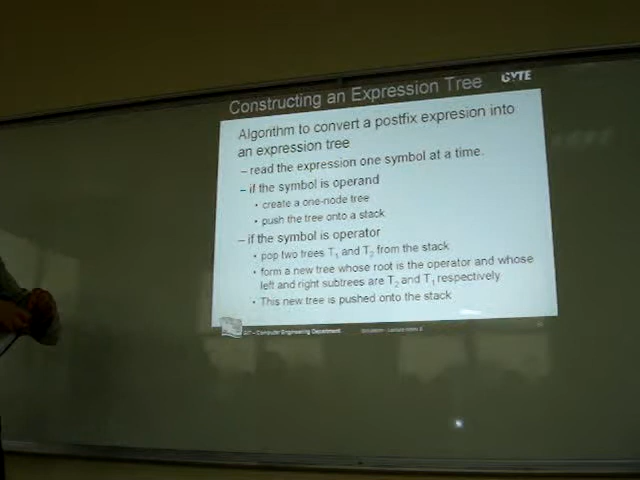 Constructing an Expression Tree
GYTE
Algorithm to convert a postfix expresion into
an expression tree
– read the expression one symbol at a time.
– if the symbol is operand
• create a one-node tree
• push the tree onto a stack
– if the symbol is operator
• pop two trees T1 and T2 from the stack
• form a new tree whose root is the operator and whose
left and right subtrees are T2 and T1 respectively
• This new tree is pushed onto the stack
Computer Engineering Department
Lecture Notes